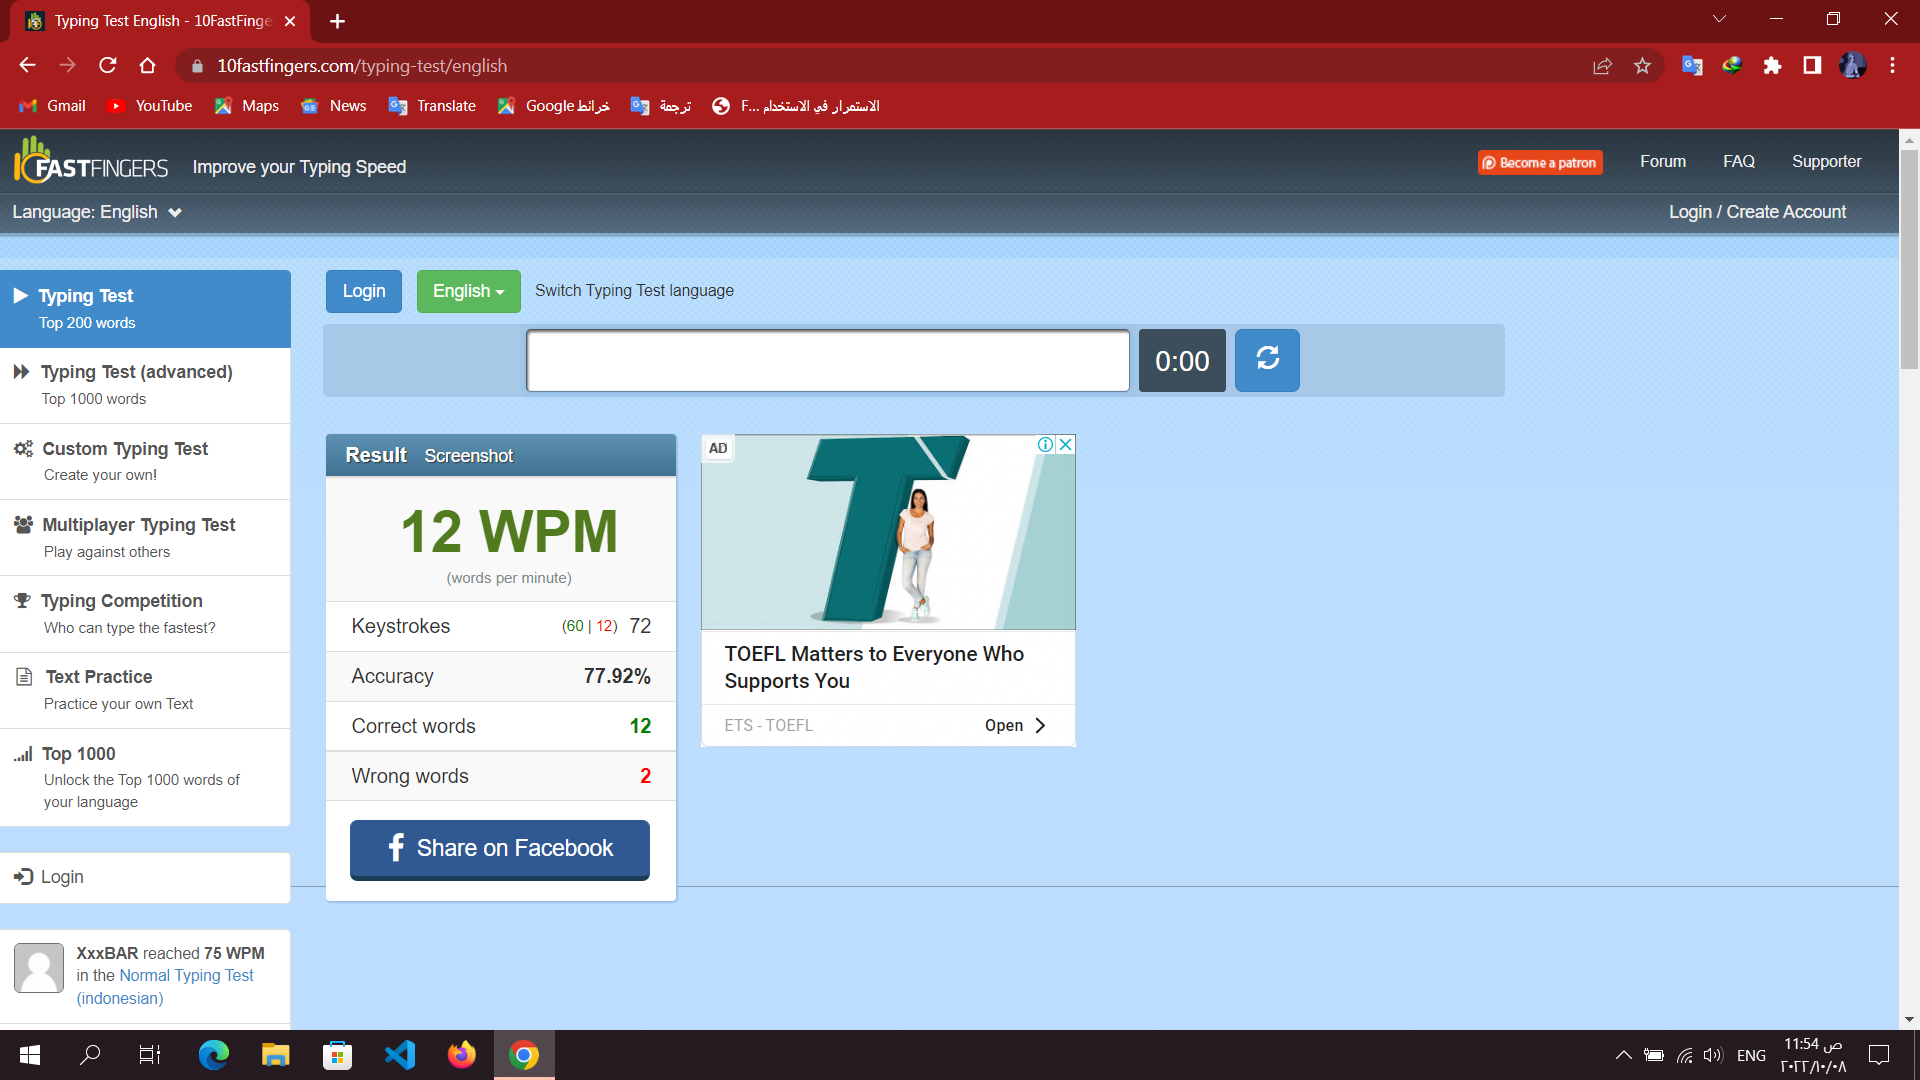 Typing Test English - 10FastFinge
10fastfingers.com/typing-test/english
Gmail
YouTube
Maps
News
Translate
خرائط Google
ترجمة
الاستمرار في الاستخدام ...F
10FASTFINGERS
Improve your Typing Speed
Become a patron
Forum
FAQ
Supporter
Language: English
Login / Create Account
Typing Test
Top 200 words
Typing Test (advanced)
Top 1000 words
Custom Typing Test
Create your own!
Multiplayer Typing Test
Play against others
Typing Competition
Who can type the fastest?
Text Practice
Practice your own Text
Top 1000
Unlock the Top 1000 words of
your language
Login
XxxBAR reached 75 WPM
in the Normal Typing Test
(indonesian)
Login
English
Switch Typing Test language
0:00
Result
Screenshot
12 WPM
(words per minute)
Keystrokes (60 | 12) 72
Accuracy 77.92%
Correct words 12
Wrong words 2
Share on Facebook
AD
TOEFL Matters to Everyone Who
Supports You
ETS - TOEFL
Open
ENG
11:54 ص
٢٠٢٢/١٠/٠٨